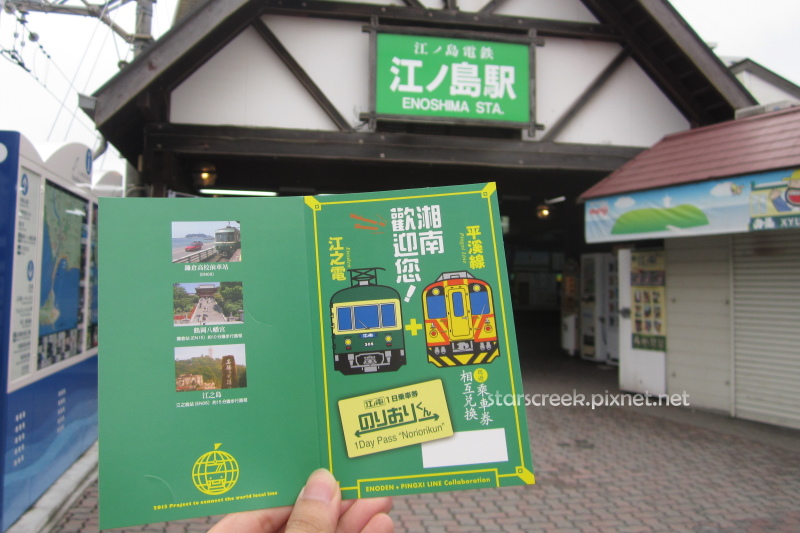 江ノ島電鉄
江ノ島駅
ENOSHIMA STA.
鎌倉高校前車站
鶴岡八幡宮
江之島
2013 Project to connect the world local line
湘南
歡迎您!
江之電
Enoden
平溪線
Pingxi Line
+
乘車券
相互兌換
江ノ電 1日乗車券
のりおりくん
1Day Pass "Noriorikun"
ENODEN & PINGXI LINE Collaboration
starscreek.pixnet.net